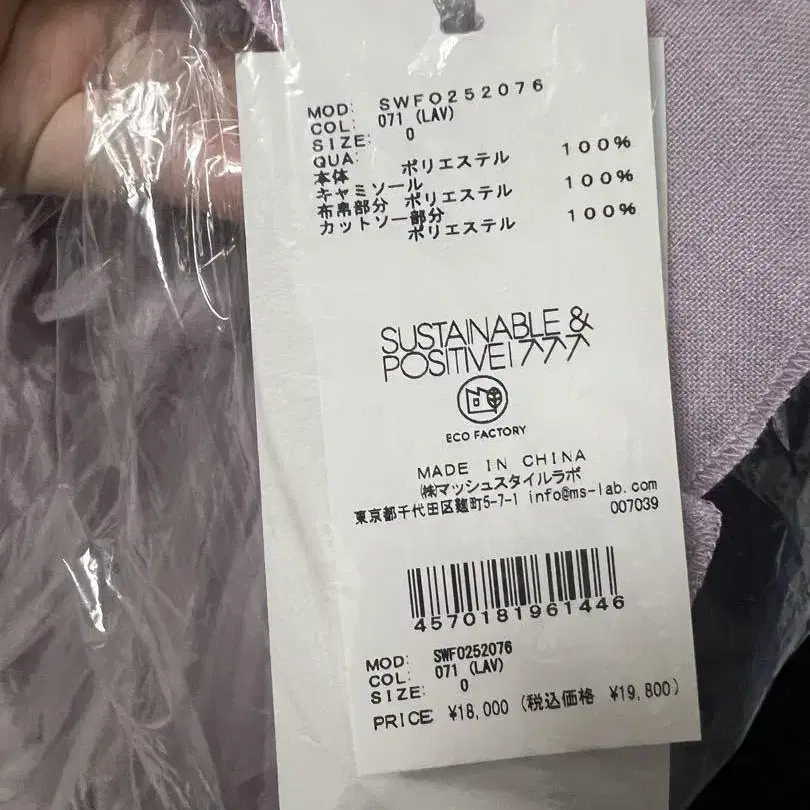 MOD: SWFO252076
COL: 071 (LAV)
SIZE: 0
QUA:
本体 ポリエステル 100%
キャミソール
布帛部分 ポリエステル 100%
カットソー部分
ポリエステル 100%
SUSTAINABLE &
POSITIVE!
ECO FACTORY
MADE IN CHINA
㈱マッシュスタイルラボ
東京都千代田区麹町5-7-1 info@ms-lab.com
007039
4570181961446
MOD: SWFO252076
COL: 071 (LAV)
SIZE: 0
PRICE ¥18,000 (税込価格 ¥19,800)